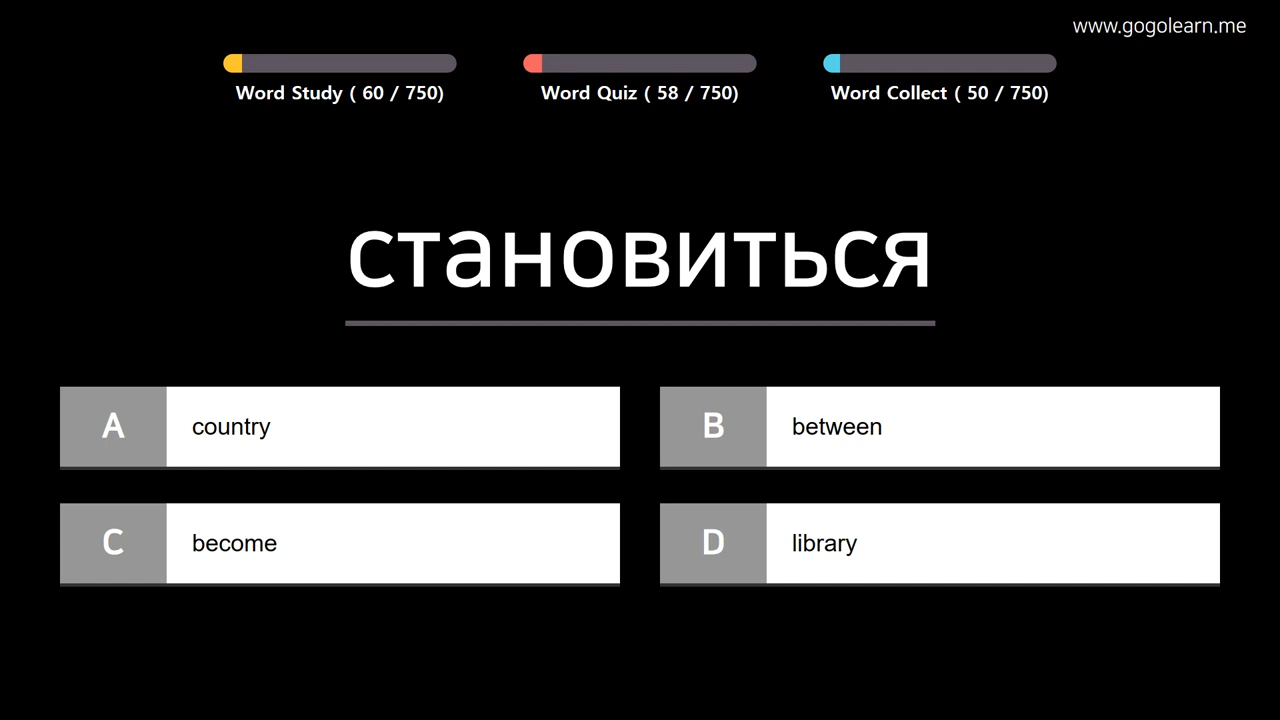 www.gogolearn.me
Word Study ( 60 / 750)
Word Quiz ( 58 / 750)
Word Collect ( 50 / 750)
становиться
A country
B between
C become
D library